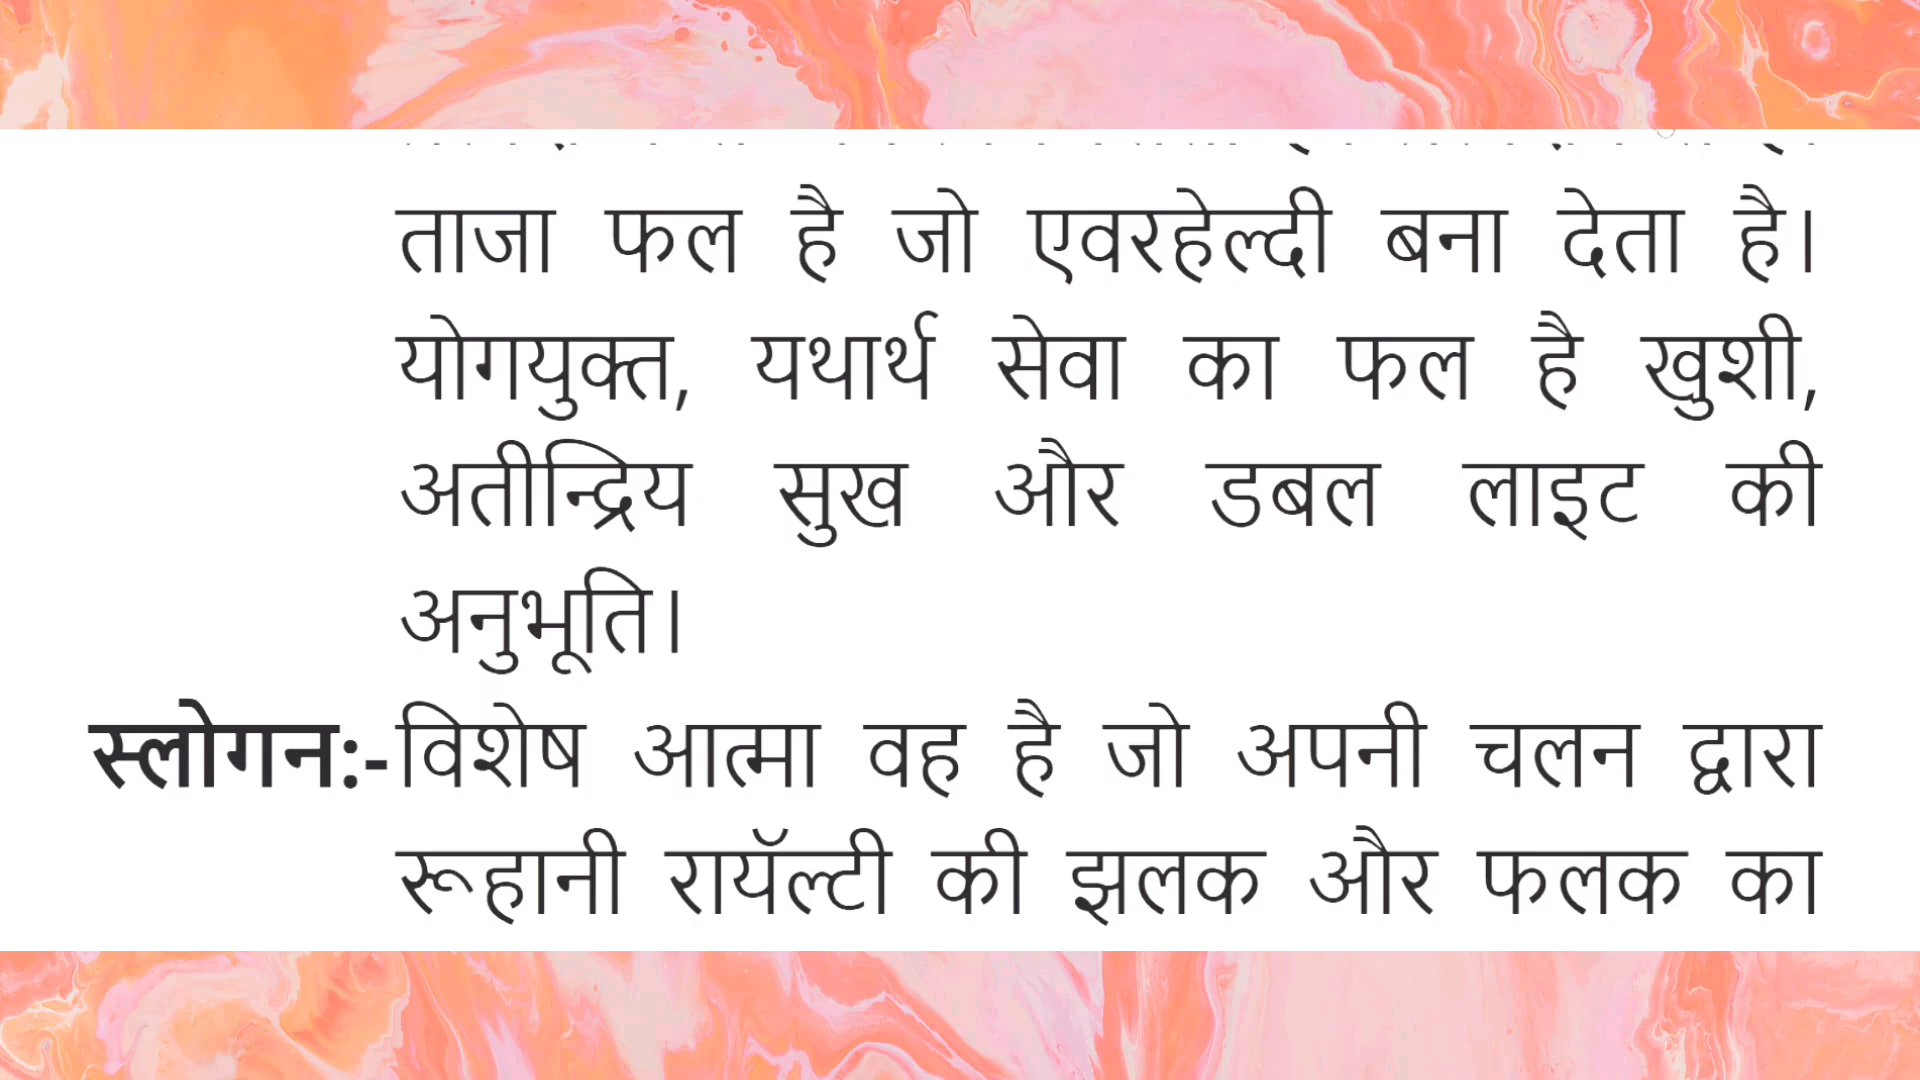 ताजा फल है जो एवरहेल्दी बना देता है।
योगयुक्त, यथार्थ सेवा का फल है खुशी,
अतीन्द्रिय सुख और डबल लाइट की
अनुभूति।
स्लोगन:-विशेष आत्मा वह है जो अपनी चलन द्वारा
रूहानी रायॅल्टी की झलक और फलक का